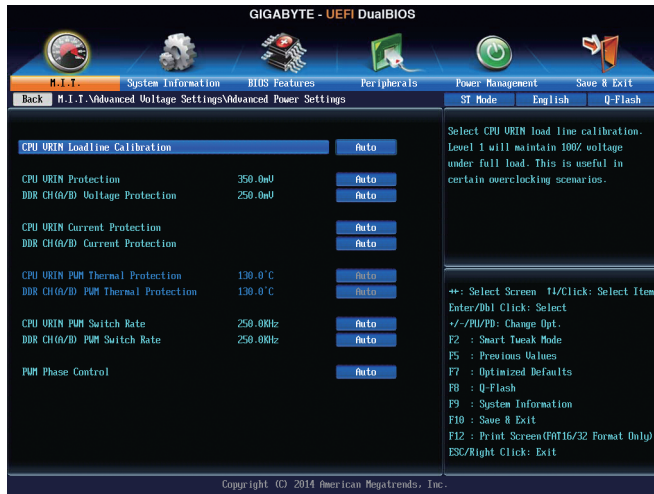 GIGABYTE - UEFI DualBIOS
M.I.T. System Information BIOS Features Peripherals Power Management Save & Exit
Back M.I.T.\Advanced Voltage Settings\Advanced Power Settings ST Mode English Q-Flash
CPU VRIN Loadline Calibration Auto
CPU VRIN Protection 350.0mV Auto
DDR CH(A/B) Voltage Protection 250.0mV Auto
CPU VRIN Current Protection Auto
DDR CH(A/B) Current Protection Auto
CPU VRIN PWM Thermal Protection 130.0°C Auto
DDR CH(A/B) PWM Thermal Protection 130.0°C Auto
CPU VRIN PWM Switch Rate 250.0KHz Auto
DDR CH(A/B) PWM Switch Rate 250.0KHz Auto
PWM Phase Control Auto
Select CPU VRIN load line calibration.
Level 1 will maintain 100% voltage
under full load. This is useful in
certain overclocking scenarios.
++: Select Screen ↑↓/Click: Select Item
Enter/Dbl Click: Select
+/-/PU/PD: Change Opt.
F2 : Smart Tweak Mode
F5 : Previous Values
F7 : Optimized Defaults
F8 : Q-Flash
F9 : System Information
F10 : Save & Exit
F12 : Print Screen(FAT16/32 Format Only)
ESC/Right Click: Exit
Copyright (C) 2014 American Megatrends, Inc.